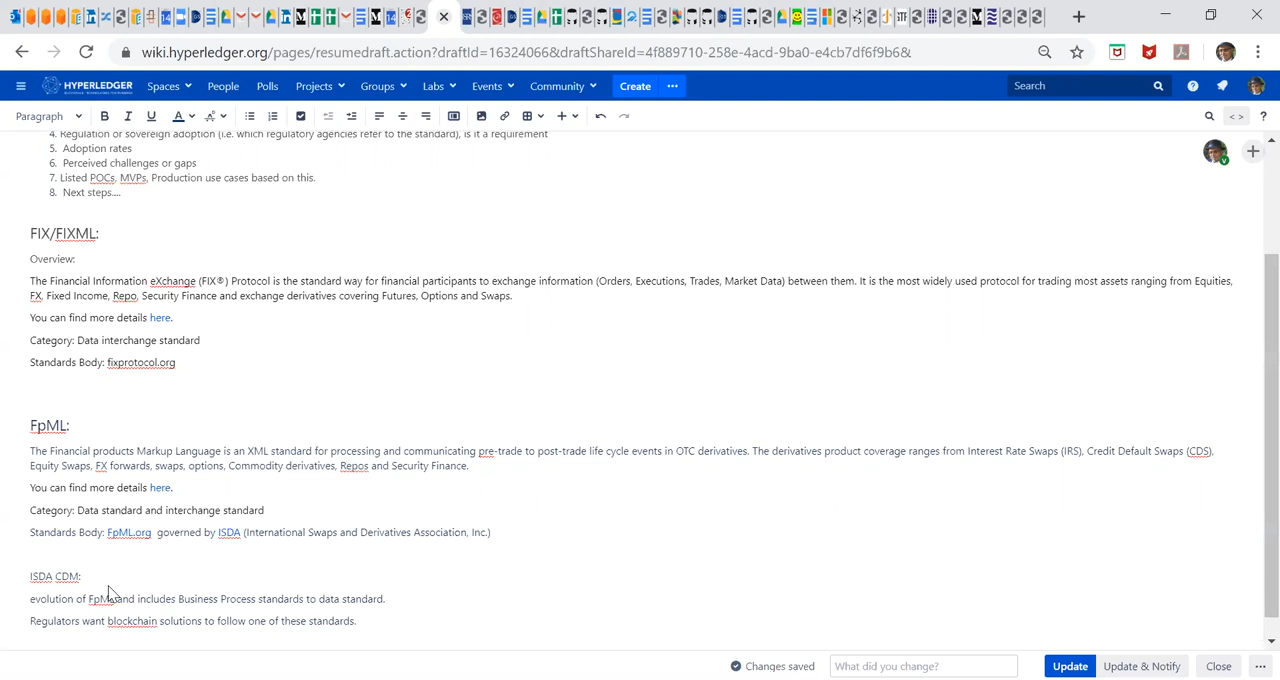 wiki.hyperledger.org/pages/resumedraft.action?draftId=16324066&draftShareId=4f889710-258e-4acd-9ba0-e4cb7df6f9b6&
HYPERLEDGER Spaces People Polls Projects Groups Labs Events Community Create ... Search
Paragraph B I U A
4. Regulation or sovereign adoption (i.e. which regulatory agencies refer to the standard), is it a requirement
5. Adoption rates
6. Perceived challenges or gaps
7. Listed POCs, MVPs, Production use cases based on this.
8. Next steps....
FIX/FIXML:
Overview:
The Financial Information eXchange (FIX®) Protocol is the standard way for financial participants to exchange information (Orders, Executions, Trades, Market Data) between them. It is the most widely used protocol for trading most assets ranging from Equities,
FX, Fixed Income, Repo, Security Finance and exchange derivatives covering Futures, Options and Swaps.
You can find more details here.
Category: Data interchange standard
Standards Body: fixprotocol.org
FpML:
The Financial products Markup Language is an XML standard for processing and communicating pre-trade to post-trade life cycle events in OTC derivatives. The derivatives product coverage ranges from Interest Rate Swaps (IRS), Credit Default Swaps (CDS),
Equity Swaps, FX forwards, swaps, options, Commodity derivatives, Repos and Security Finance.
You can find more details here.
Category: Data standard and interchange standard
Standards Body: FpML.org governed by ISDA (International Swaps and Derivatives Association, Inc.)
ISDA CDM:
evolution of FpML and includes Business Process standards to data standard.
Regulators want blockchain solutions to follow one of these standards.
Changes saved What did you change? Update Update & Notify Close ...